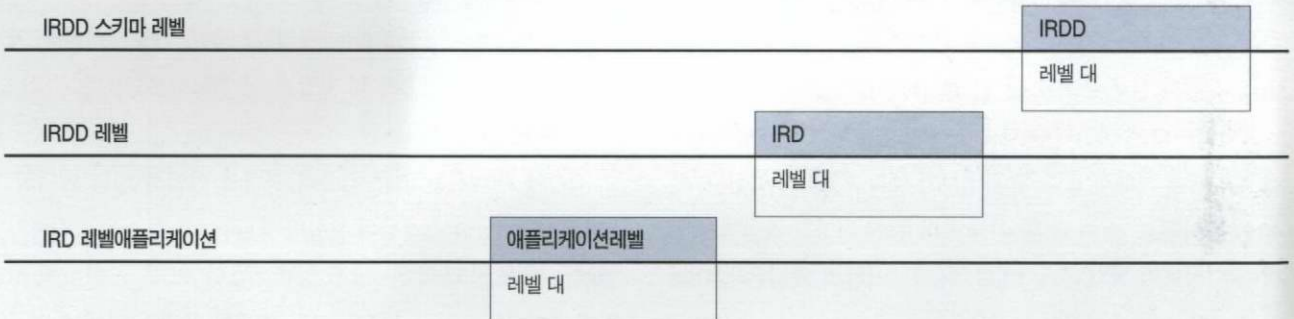 IRDD 스키마 레벨
IRDD
레벨 대
IRDD 레벨
IRD
레벨 대
IRD 레벨애플리케이션
애플리케이션레벨
레벨 대